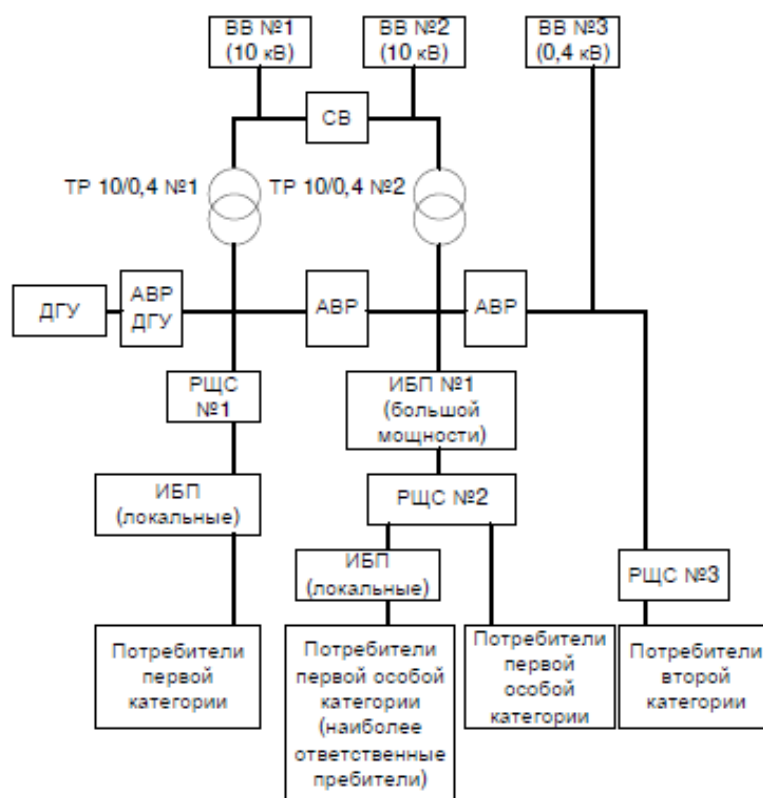 ВВ №1
(10 кВ)
ВВ №2
(10 кВ)
ВВ №3
(0,4 кВ)
СВ
ТР 10/0,4 №1
ТР 10/0,4 №2
ДГУ
АВР
ДГУ
АВР
АВР
РЩС
№1
ИБП №1
(большой
мощности)
ИБП
(локальные)
РЩС №2
ИБП
(локальные)
РЩС №3
Потребители
первой
категории
Потребители
первой особой
категории
(наиболее
ответственные
пребители)
Потребители
первой
особой
категории
Потребители
второй
категории